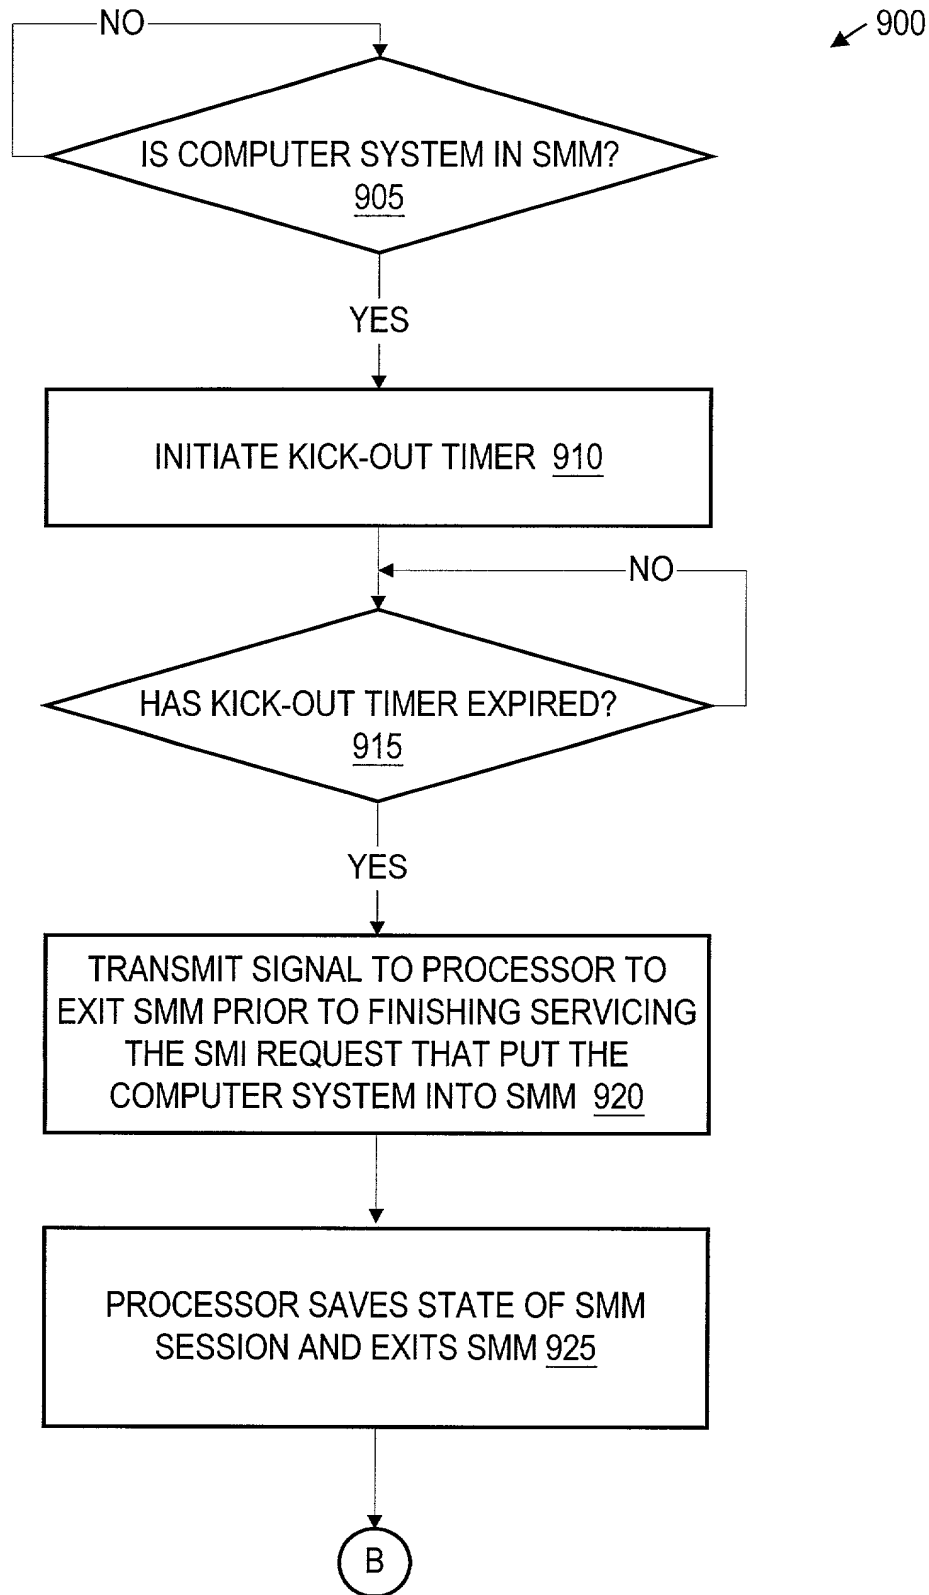 NO
900
IS COMPUTER SYSTEM IN SMM?
905
YES
INITIATE KICK-OUT TIMER 910
NO
HAS KICK-OUT TIMER EXPIRED?
915
YES
TRANSMIT SIGNAL TO PROCESSOR TO
EXIT SMM PRIOR TO FINISHING SERVICING
THE SMI REQUEST THAT PUT THE
COMPUTER SYSTEM INTO SMM 920
PROCESSOR SAVES STATE OF SMM
SESSION AND EXITS SMM 925
B